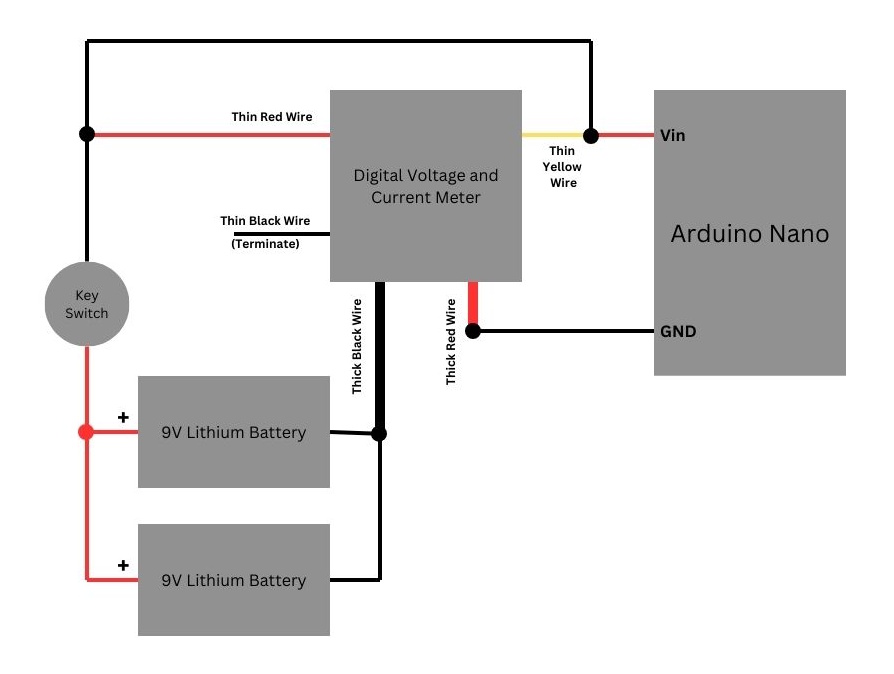 Thin Red Wire
Vin
Digital Voltage and
Current Meter
Thin
Yellow
Wire
Arduino Nano
Thin Black Wire
(Terminate)
Key
Switch
Thick Black Wire
Thick Red Wire
GND
+
9V Lithium Battery
+
9V Lithium Battery